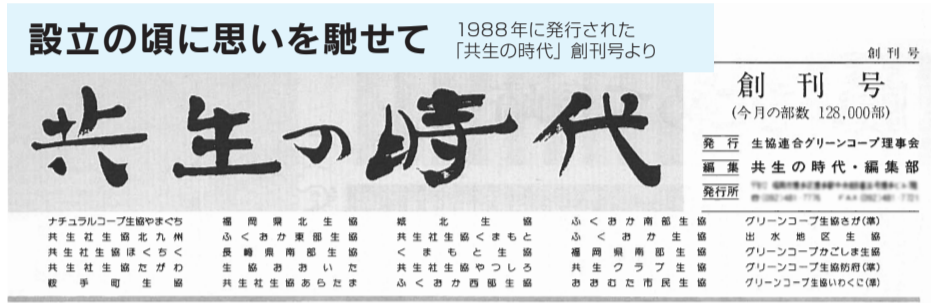 設立の頃に思いを馳せて
1988年に発行された
「共生の時代」創刊号より
創刊号
共生の時代
創刊号
(今月の部数 128,000部)
発行 生協連合グリーンコープ理事会
編集 共生の時代・編集部
発行所
ナチュラルコープ生協やまぐち 福岡県北生協 城北生協 ふくおか南部生協 グリーンコープ生協さが(準)
共生社生協北九州 ふくおか東部生協 共生社生協くまもと ふくおか生協 出水地区生協
共生社生協ほくちく 長崎県南部生協 くまもと生協 福岡県南部生協 グリーンコープかごしま生協
共生社生協たがわ 生協おおいた 共生社生協やつしろ 共生クラブ生協 グリーンコープ生協防府(準)
鞍手町生協 共生社生協あらたま ふくおか西部生協 おおむた市民生協 グリーンコープ生協いわくに(準)